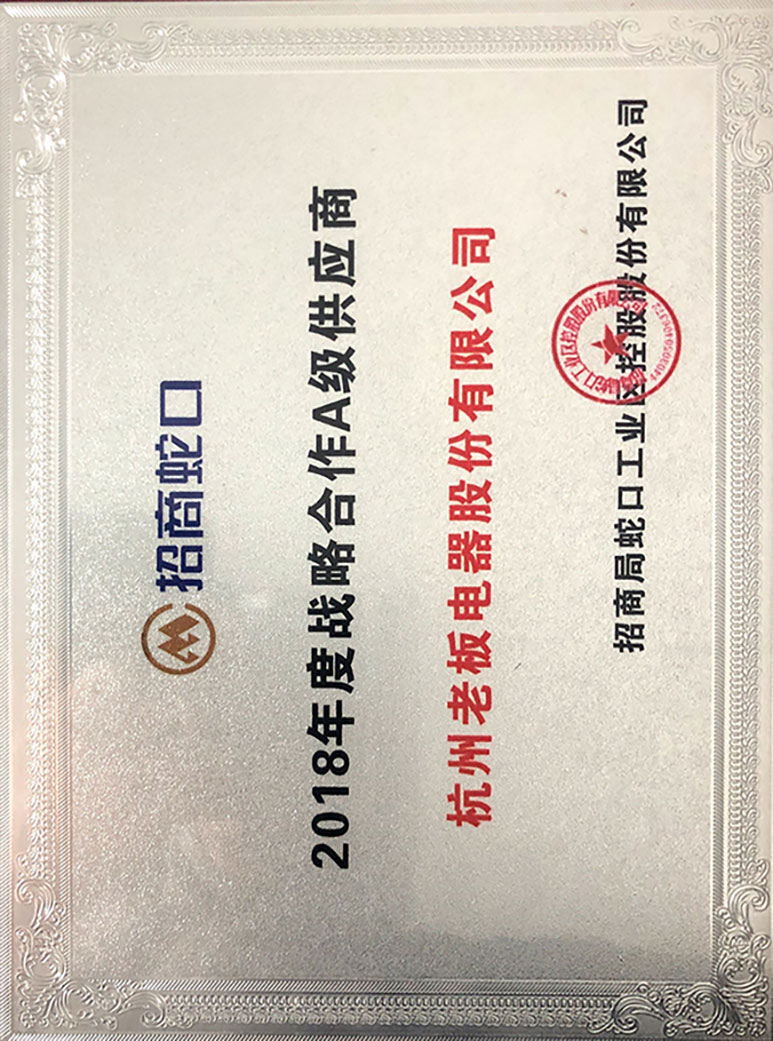 招商蛇口
2018年度战略合作A级供应商
杭州老板电器股份有限公司
招商局蛇口工业区控股股份有限公司